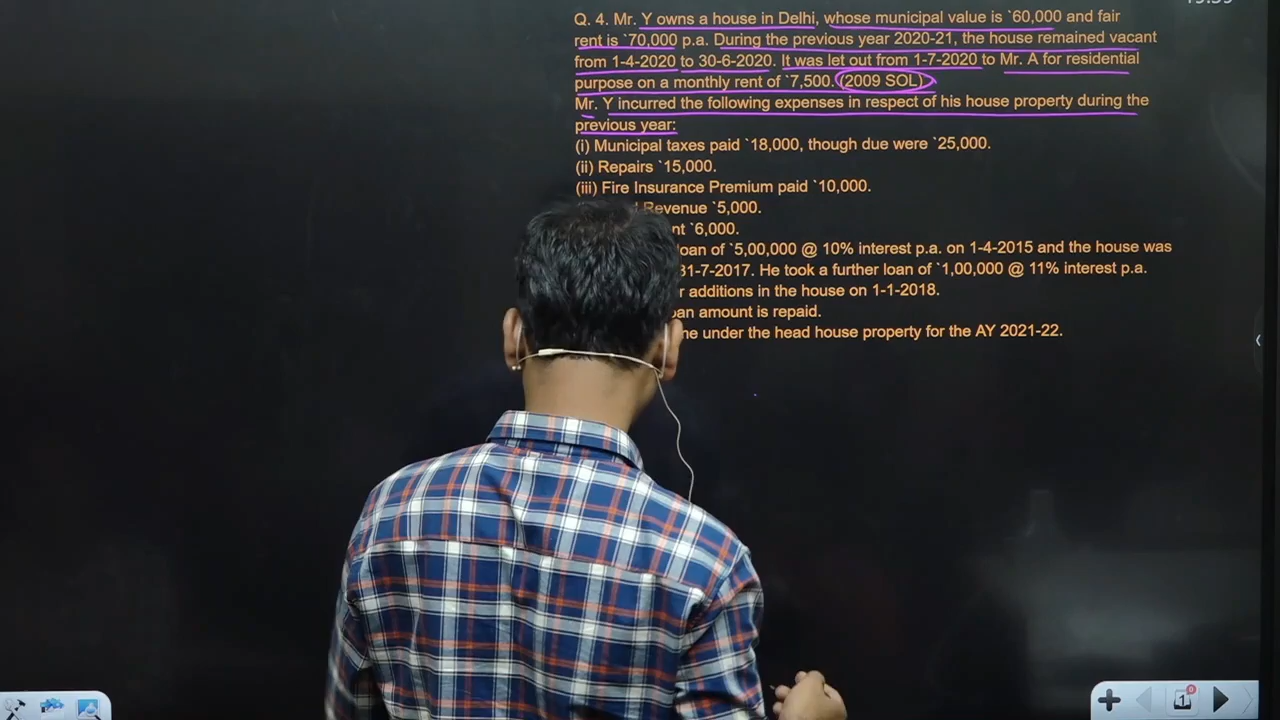 Q. 4. Mr. Y owns a house in Delhi, whose municipal value is `60,000 and fair
rent is `70,000 p.a. During the previous year 2020-21, the house remained vacant
from 1-4-2020 to 30-6-2020. It was let out from 1-7-2020 to Mr. A for residential
purpose on a monthly rent of `7,500. (2009 SOL)
Mr. Y incurred the following expenses in respect of his house property during the
previous year:
(i) Municipal taxes paid `18,000, though due were `25,000.
(ii) Repairs `15,000.
(iii) Fire Insurance Premium paid `10,000.
Revenue `5,000.
`6,000.
loan of `5,00,000 @ 10% interest p.a. on 1-4-2015 and the house was
31-7-2017. He took a further loan of `1,00,000 @ 11% interest p.a.
additions in the house on 1-1-2018.
amount is repaid.
under the head house property for the AY 2021-22.